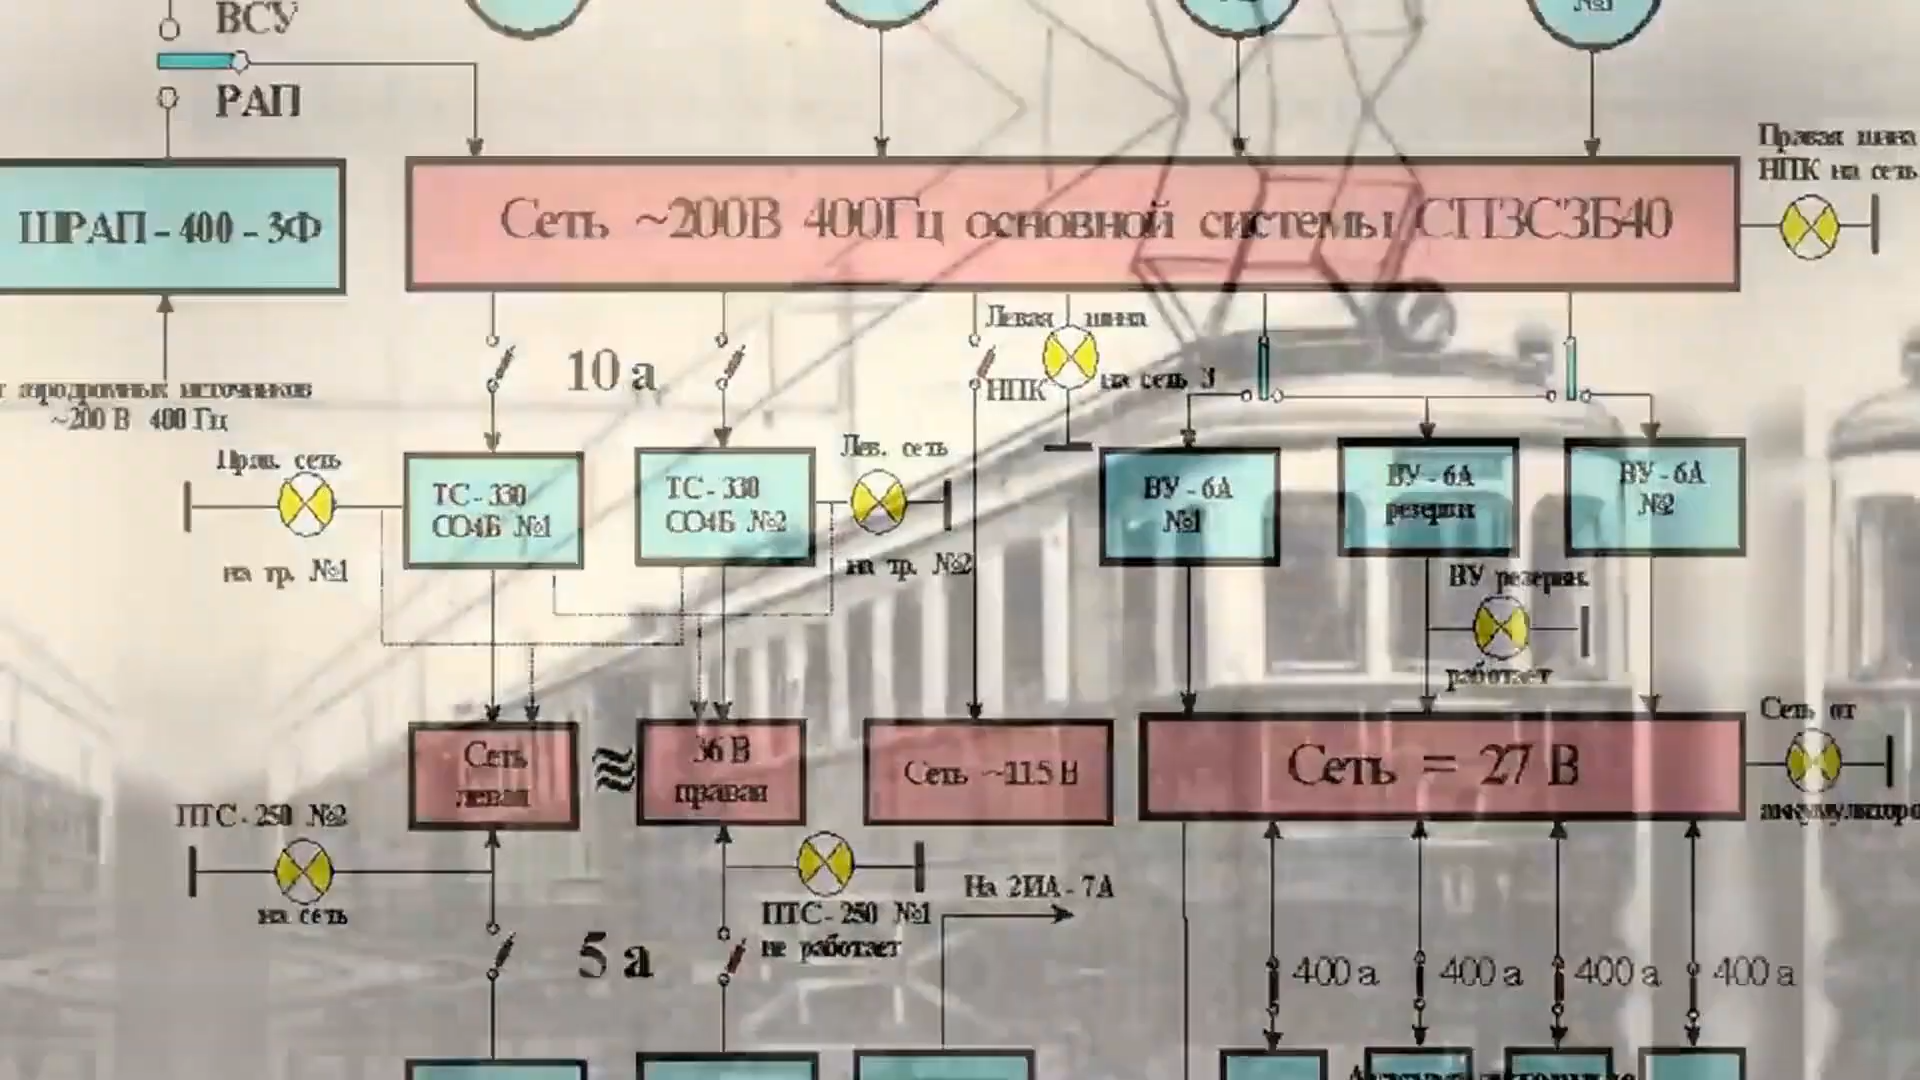 №1
ВСУ
РАП
ШРАП - 400 - 3Ф
Сеть ~200В 400Гц основной системы СПЗСЗБ40
Правая шина
НПК на сеть
аэродромных источников
~200 В 400 Гц
10 а
Левая шина
НПК
на сеть 3
Прав. сеть
на тр. №1
ТС - 330
СО4Б №1
ТС - 330
СО4Б №2
Лев. сеть
на тр. №2
ВУ - 6А
№1
ВУ - 6А
резервн
ВУ - 6А
№2
ВУ резервн.
работает
Сеть
левая
≈
36 В
правая
Сеть ~115 В
Сеть = 27 В
Сеть от
ПТС - 250 №2
на сеть
5 а
ПТС - 250 №1
не работает
На 2ИА - 7А
400 а
400 а
400 а
400 а